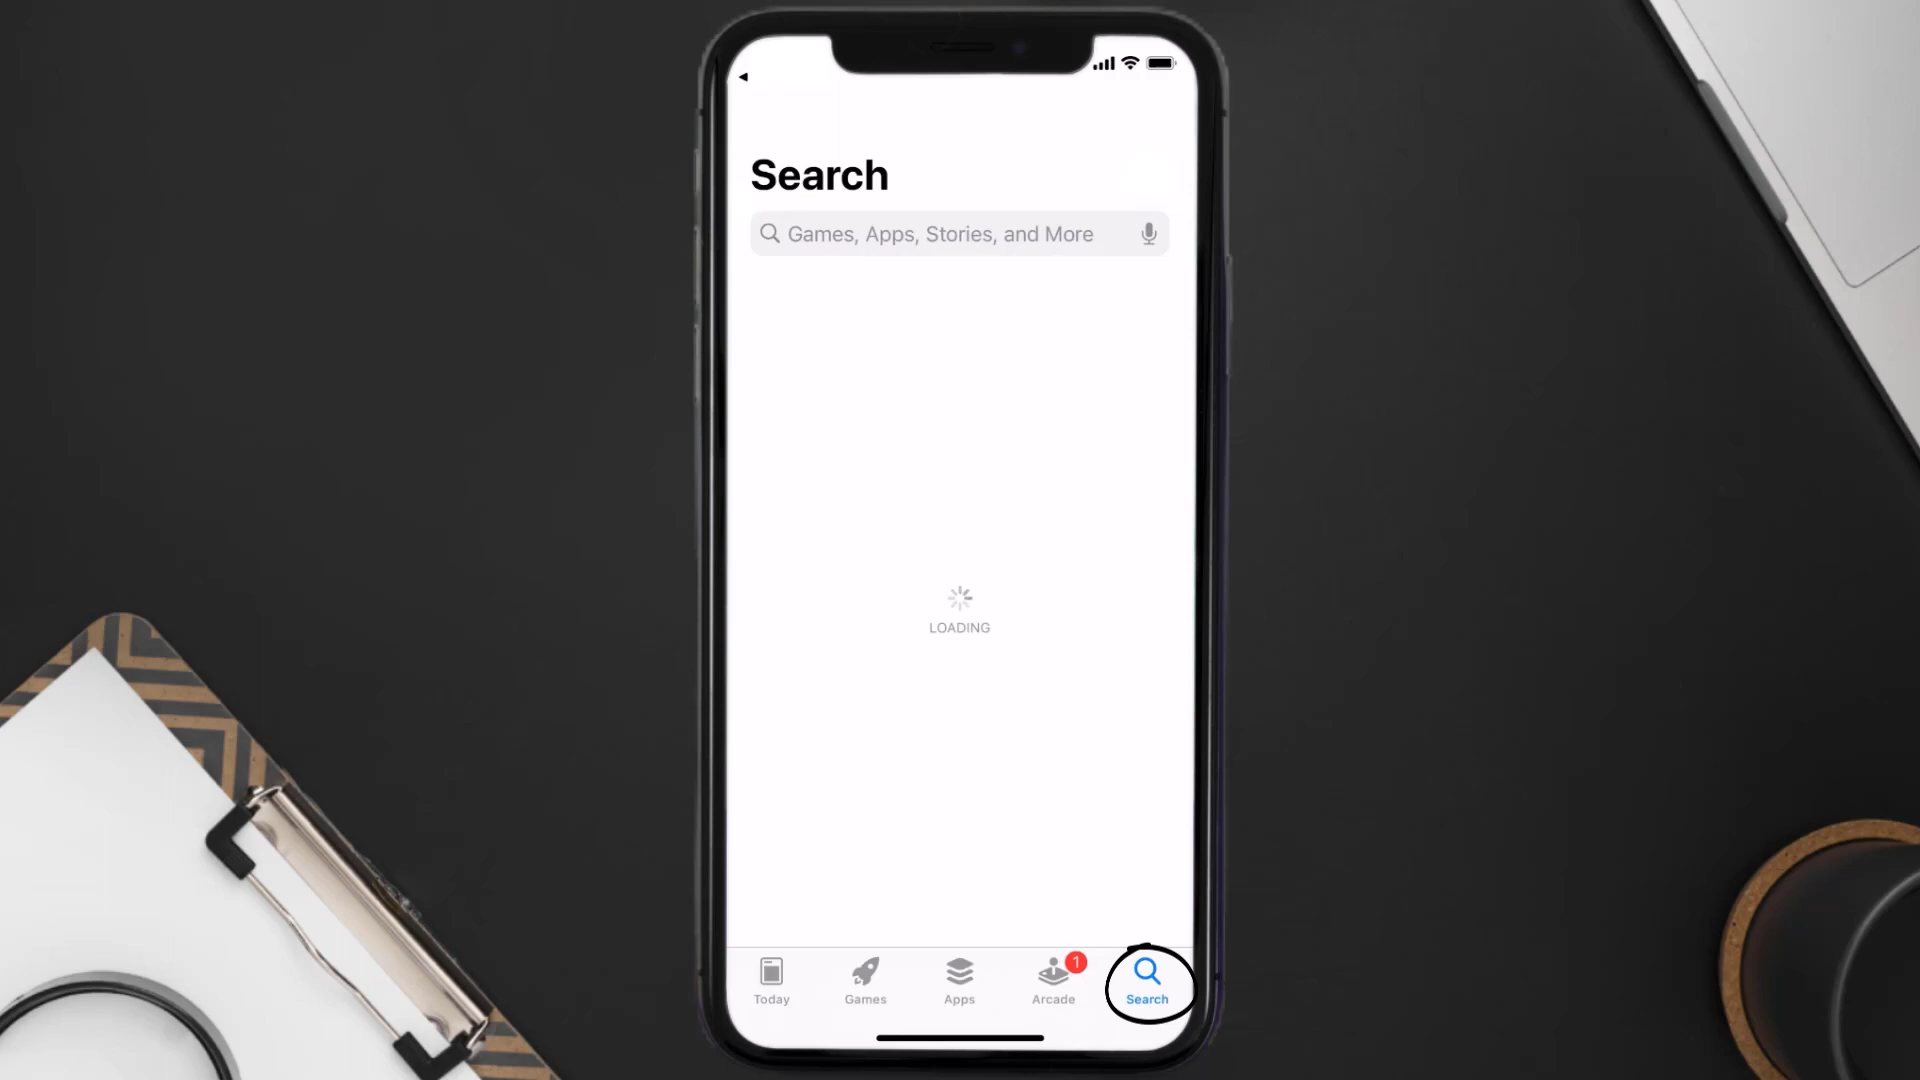 Search
Games, Apps, Stories, and More
LOADING
1
Today
Games
Apps
Arcade
Search